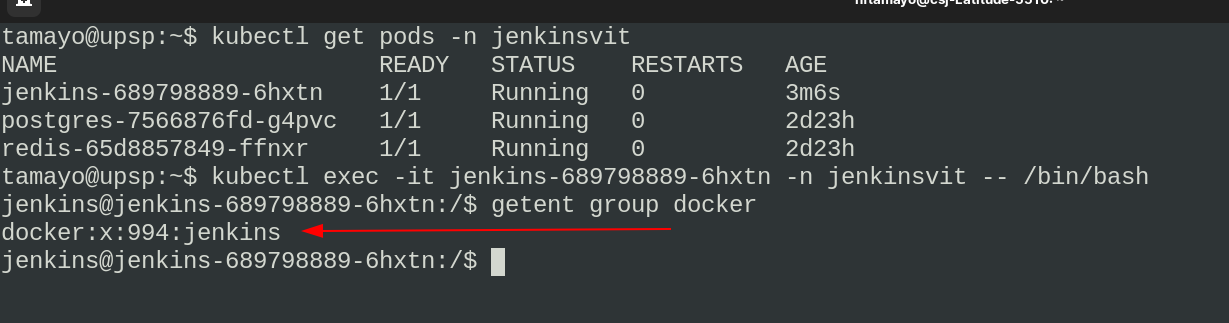 tamayo@upsp:~$ kubectl get pods -n jenkinsvit
NAME READY STATUS RESTARTS AGE
jenkins-689798889-6hxtn 1/1 Running 0 3m6s
postgres-7566876fd-g4pvc 1/1 Running 0 2d23h
redis-65d8857849-ffnxr 1/1 Running 0 2d23h
tamayo@upsp:~$ kubectl exec -it jenkins-689798889-6hxtn -n jenkinsvit -- /bin/bash
jenkins@jenkins-689798889-6hxtn:/$ getent group docker
docker:x:994:jenkins
jenkins@jenkins-689798889-6hxtn:/$